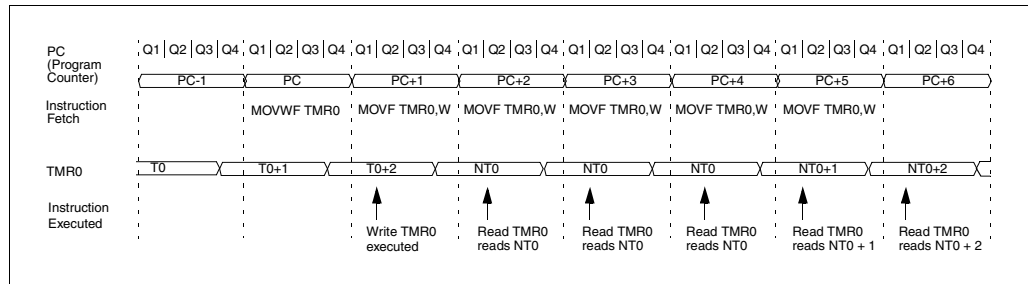 PC
(Program
Counter)
Q1 Q2 Q3 Q4 Q1 Q2 Q3 Q4 Q1 Q2 Q3 Q4 Q1 Q2 Q3 Q4 Q1 Q2 Q3 Q4 Q1 Q2 Q3 Q4 Q1 Q2 Q3 Q4 Q1 Q2 Q3 Q4
PC-1 PC PC+1 PC+2 PC+3 PC+4 PC+5 PC+6
Instruction
Fetch
MOVWF TMR0 MOVF TMR0,W MOVF TMR0,W MOVF TMR0,W MOVF TMR0,W MOVF TMR0,W
TMR0
T0 T0+1 T0+2 NT0 NT0 NT0 NT0+1 NT0+2
Instruction
Executed
Write TMR0
executed
Read TMR0
reads NT0
Read TMR0
reads NT0
Read TMR0
reads NT0
Read TMR0
reads NT0 + 1
Read TMR0
reads NT0 + 2